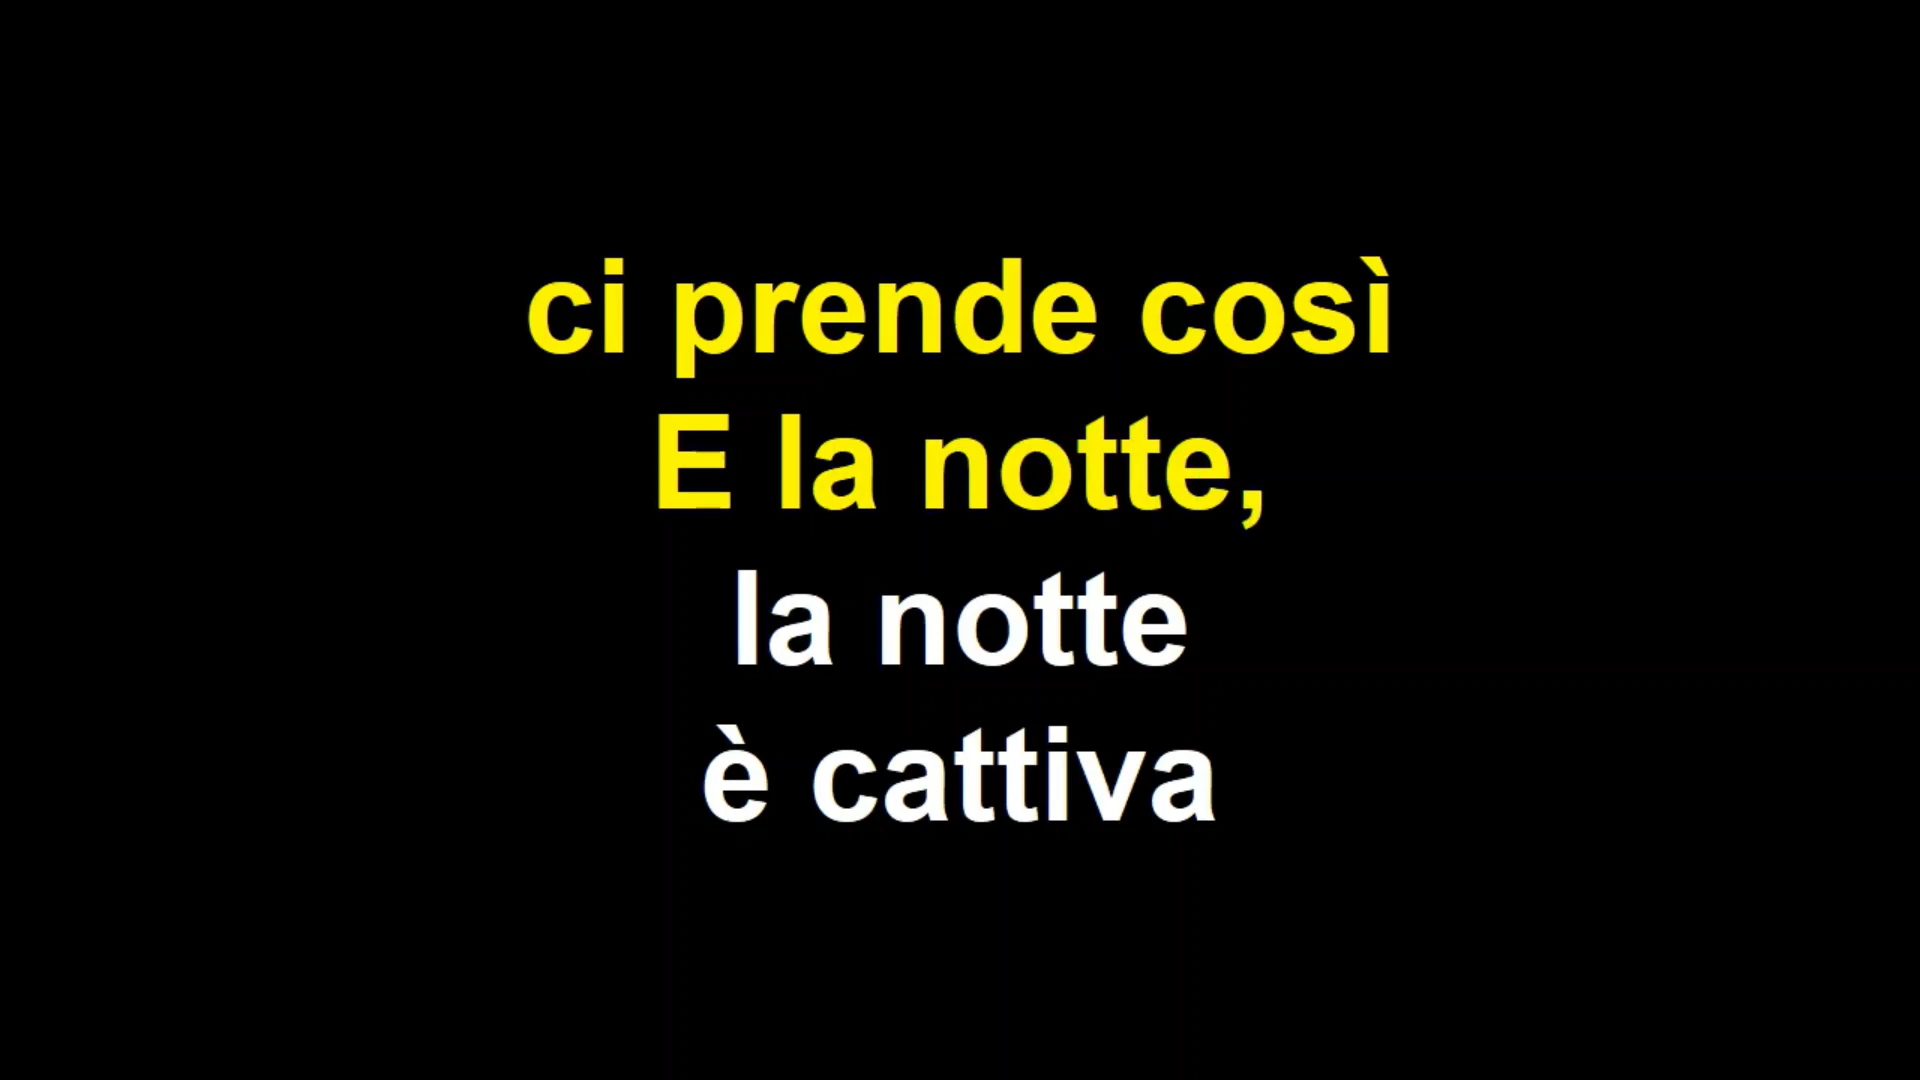 ci prende così
E la notte,
la notte
è cattiva